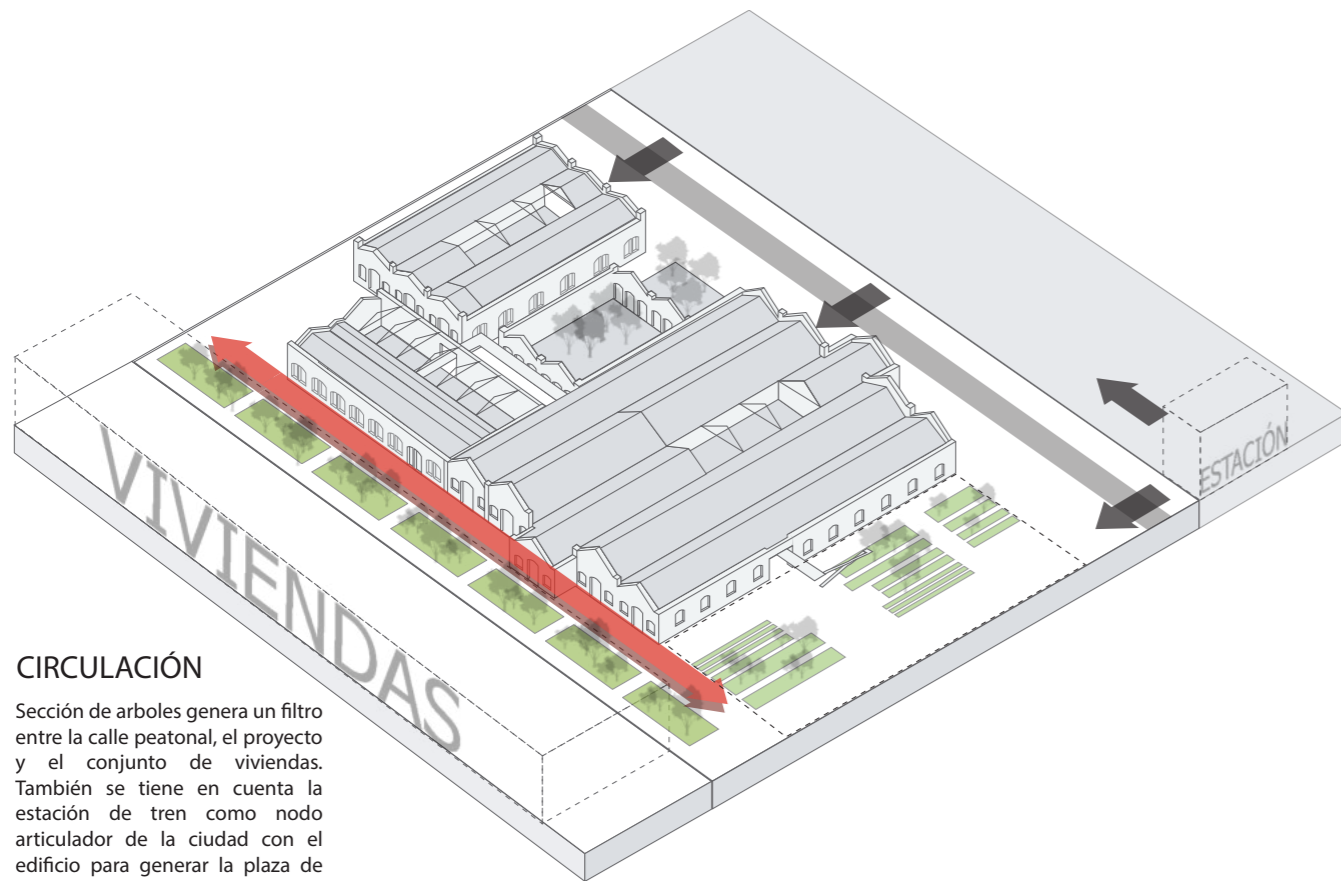 ESTACIÓN
VIVIENDAS
CIRCULACIÓN
Sección de arboles genera un filtro
entre la calle peatonal, el proyecto
y el conjunto de viviendas.
También se tiene en cuenta la
estación de tren como nodo
articulador de la ciudad con el
edificio para generar la plaza de